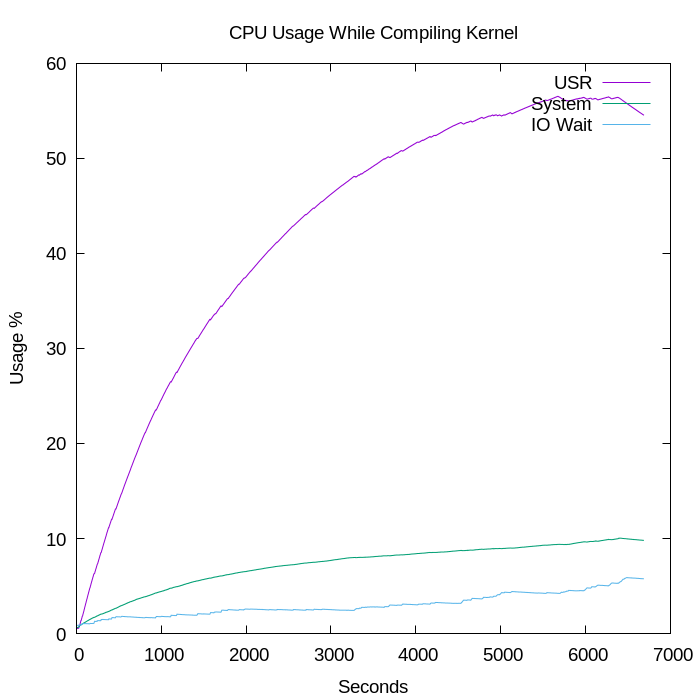 CPU Usage While Compiling Kernel
60
50
40
30
20
10
0
Usage %
USR
System
IO Wait
0 1000 2000 3000 4000 5000 6000 7000
Seconds